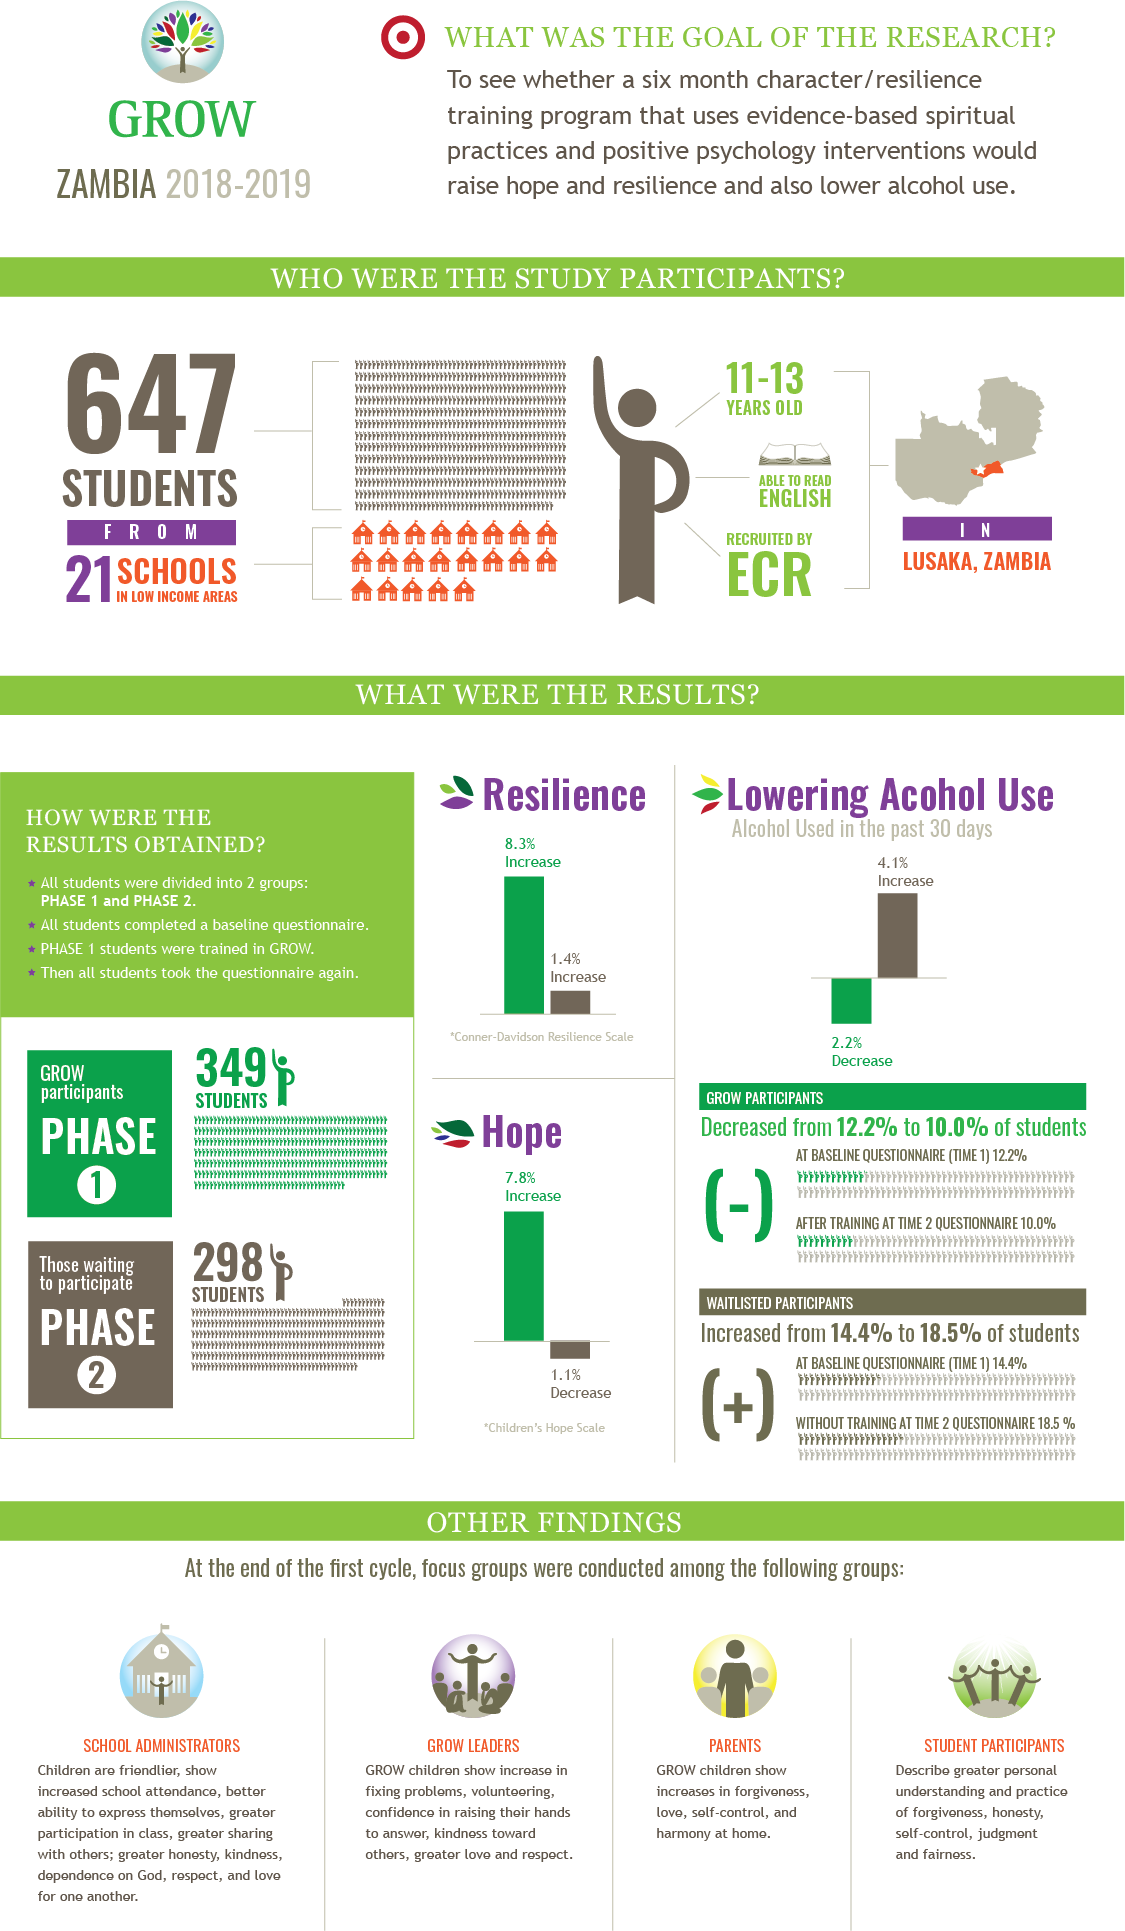 GROW
ZAMBIA 2018-2019
WHAT WAS THE GOAL OF THE RESEARCH?
To see whether a six month character/resilience
training program that uses evidence-based spiritual
practices and positive psychology interventions would
raise hope and resilience and also lower alcohol use.
WHO WERE THE STUDY PARTICIPANTS?
647
STUDENTS
FROM
21 SCHOOLS
IN LOW INCOME AREAS
11-13
YEARS OLD
ABLE TO READ
ENGLISH
RECRUITED BY
ECR
IN
LUSAKA, ZAMBIA
WHAT WERE THE RESULTS?
HOW WERE THE
RESULTS OBTAINED?
All students were divided into 2 groups:
PHASE 1 and PHASE 2.
All students completed a baseline questionnaire.
PHASE 1 students were trained in GROW.
Then all students took the questionnaire again.
GROW
participants
PHASE
1
349
STUDENTS
Those waiting
to participate
PHASE
2
298
STUDENTS
Resilience
8.3%
Increase
1.4%
Increase
*Conner-Davidson Resilience Scale
Hope
7.8%
Increase
1.1%
Decrease
*Children's Hope Scale
Lowering Acohol Use
Alcohol Used in the past 30 days
4.1%
Increase
2.2%
Decrease
GROW PARTICIPANTS
Decreased from 12.2% to 10.0% of students
(-)
AT BASELINE QUESTIONNAIRE (TIME 1) 12.2%
AFTER TRAINING AT TIME 2 QUESTIONNAIRE 10.0%
WAITLISTED PARTICIPANTS
Increased from 14.4% to 18.5% of students
(+)
AT BASELINE QUESTIONNAIRE (TIME 1) 14.4%
WITHOUT TRAINING AT TIME 2 QUESTIONNAIRE 18.5 %
OTHER FINDINGS
At the end of the first cycle, focus groups were conducted among the following groups:
SCHOOL ADMINISTRATORS
Children are friendlier, show
increased school attendance, better
ability to express themselves, greater
participation in class, greater sharing
with others; greater honesty, kindness,
dependence on God, respect, and love
for one another.
GROW LEADERS
GROW children show increase in
fixing problems, volunteering,
confidence in raising their hands
to answer, kindness toward
others, greater love and respect.
PARENTS
GROW children show
increases in forgiveness,
love, self-control, and
harmony at home.
STUDENT PARTICIPANTS
Describe greater personal
understanding and practice
of forgiveness, honesty,
self-control, judgment
and fairness.